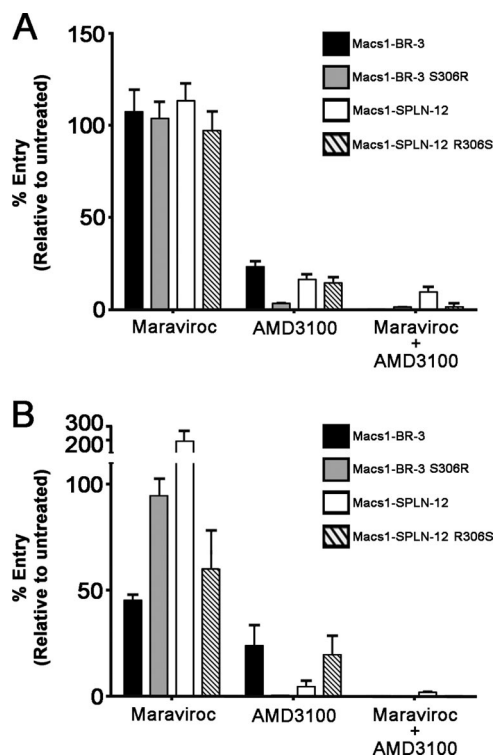 A
% Entry
(Relative to untreated)
150
100
50
0
Macs1-BR-3
Macs1-BR-3 S306R
Macs1-SPLN-12
Macs1-SPLN-12 R306S
Maraviroc
AMD3100
Maraviroc
+
AMD3100
B
% Entry
(Relative to untreated)
300
200
100
50
0
Macs1-BR-3
Macs1-BR-3 S306R
Macs1-SPLN-12
Macs1-SPLN-12 R306S
Maraviroc
AMD3100
Maraviroc
+
AMD3100